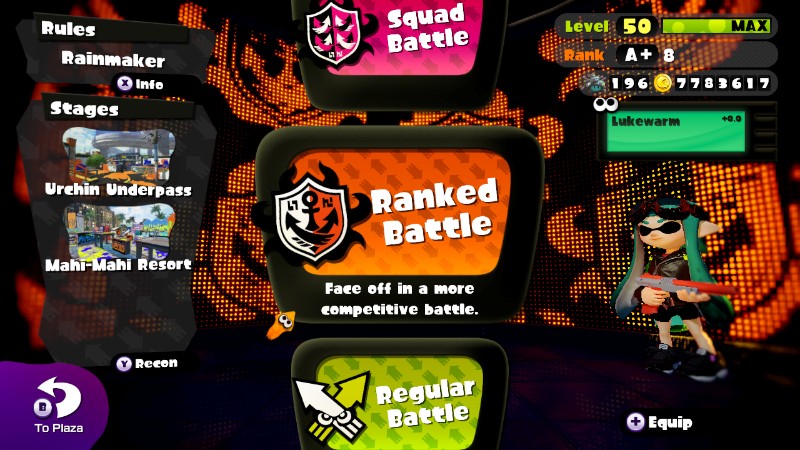 Rules
Rainmaker
X Info
Stages
Urchin Underpass
Mahi-Mahi Resort
Y Recon
B
To Plaza
Squad
Battle
Ranked
Battle
Face off in a more
competitive battle.
Regular
Battle
Level 50 MAX
Rank A+ 8
196 7783617
Lukewarm +0.0
+ Equip